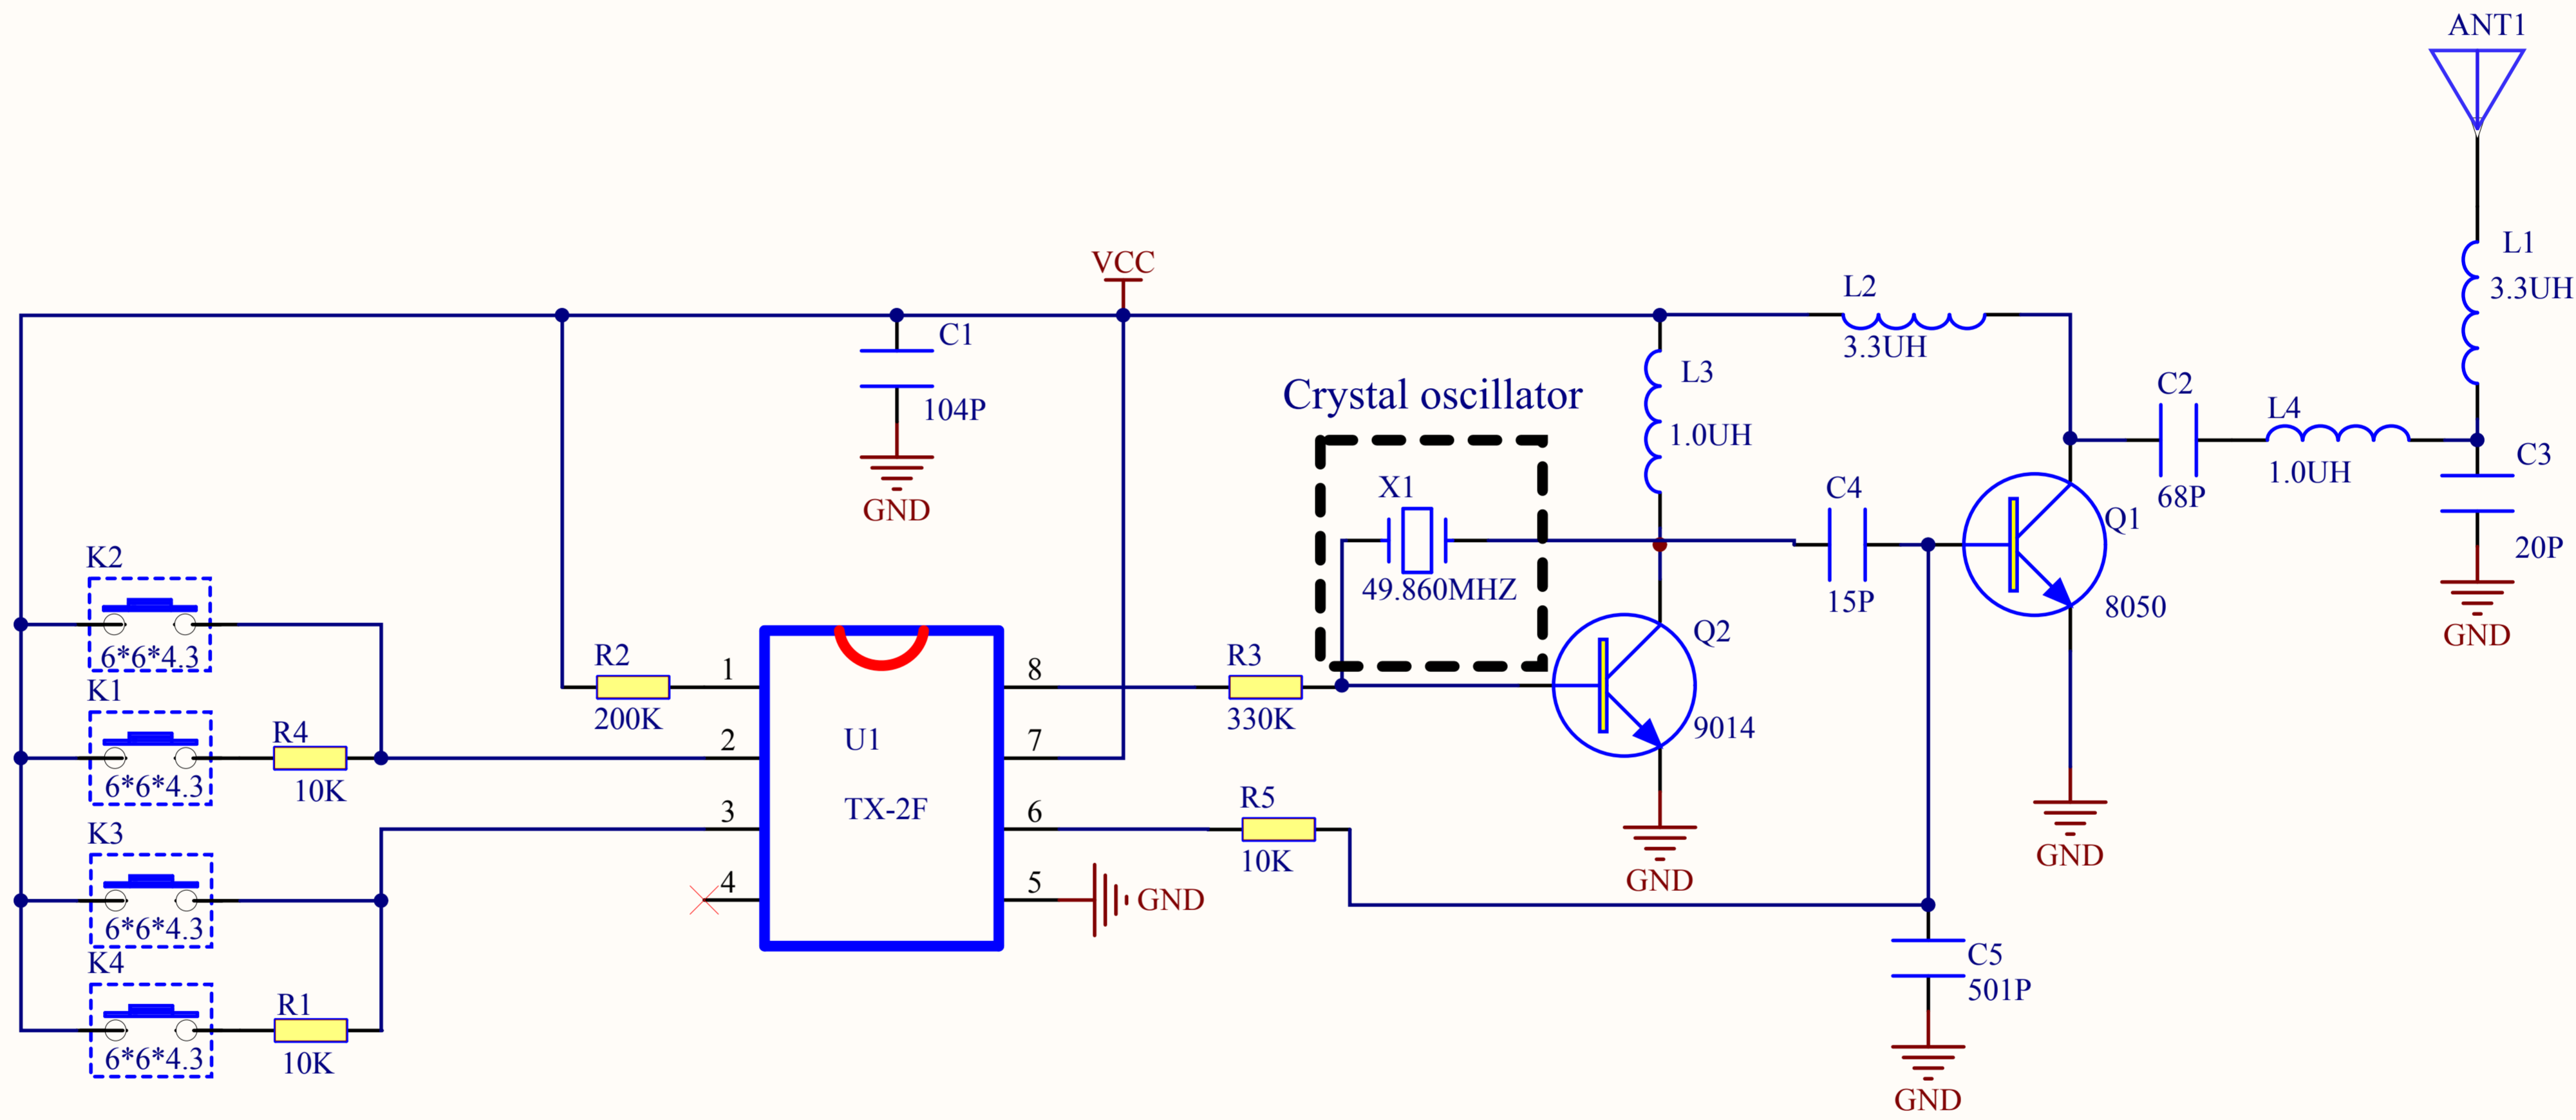 ANT1
L1
3.3UH
VCC
L2
3.3UH
C1
104P
GND
Crystal oscillator
L3
1.0UH
C2
68P
L4
1.0UH
C3
20P
GND
X1
49.860MHZ
C4
15P
Q1
8050
GND
K2
6*6*4.3
K1
6*6*4.3
R4
10K
K3
6*6*4.3
K4
6*6*4.3
R1
10K
R2
200K
1
2
3
4
U1
TX-2F
8
7
6
5
GND
R3
330K
Q2
9014
GND
R5
10K
C5
501P
GND